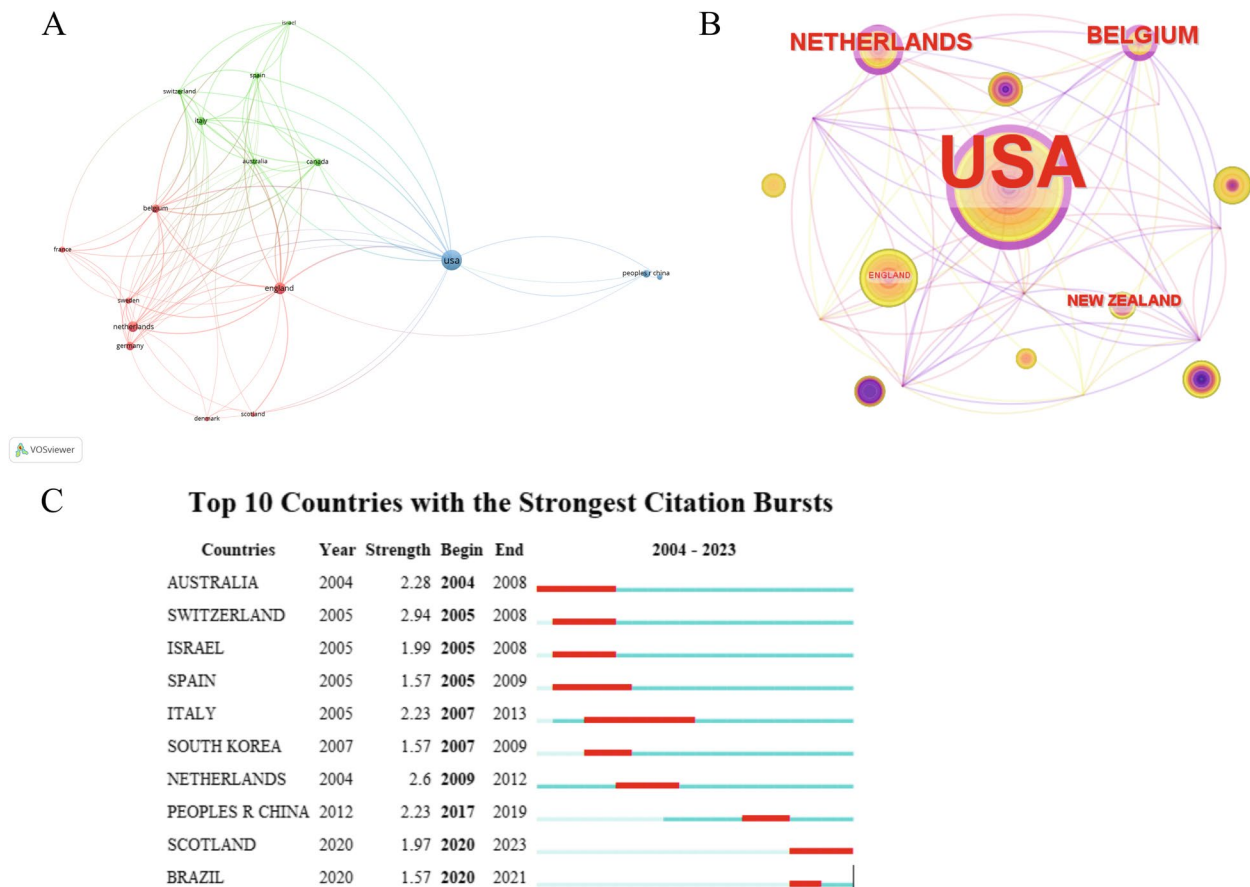 A
israel
spain
switzerland
italy
australia
canada
belgium
france
usa
peoples r china
england
sweden
netherlands
germany
denmark
scotland
VOSviewer
B
NETHERLANDS
BELGIUM
USA
ENGLAND
NEW ZEALAND
C
Top 10 Countries with the Strongest Citation Bursts
Countries Year Strength Begin End 2004 - 2023
AUSTRALIA 2004 2.28 2004 2008
SWITZERLAND 2005 2.94 2005 2008
ISRAEL 2005 1.99 2005 2008
SPAIN 2005 1.57 2005 2009
ITALY 2005 2.23 2007 2013
SOUTH KOREA 2007 1.57 2007 2009
NETHERLANDS 2004 2.6 2009 2012
PEOPLES R CHINA 2012 2.23 2017 2019
SCOTLAND 2020 1.97 2020 2023
BRAZIL 2020 1.57 2020 2021